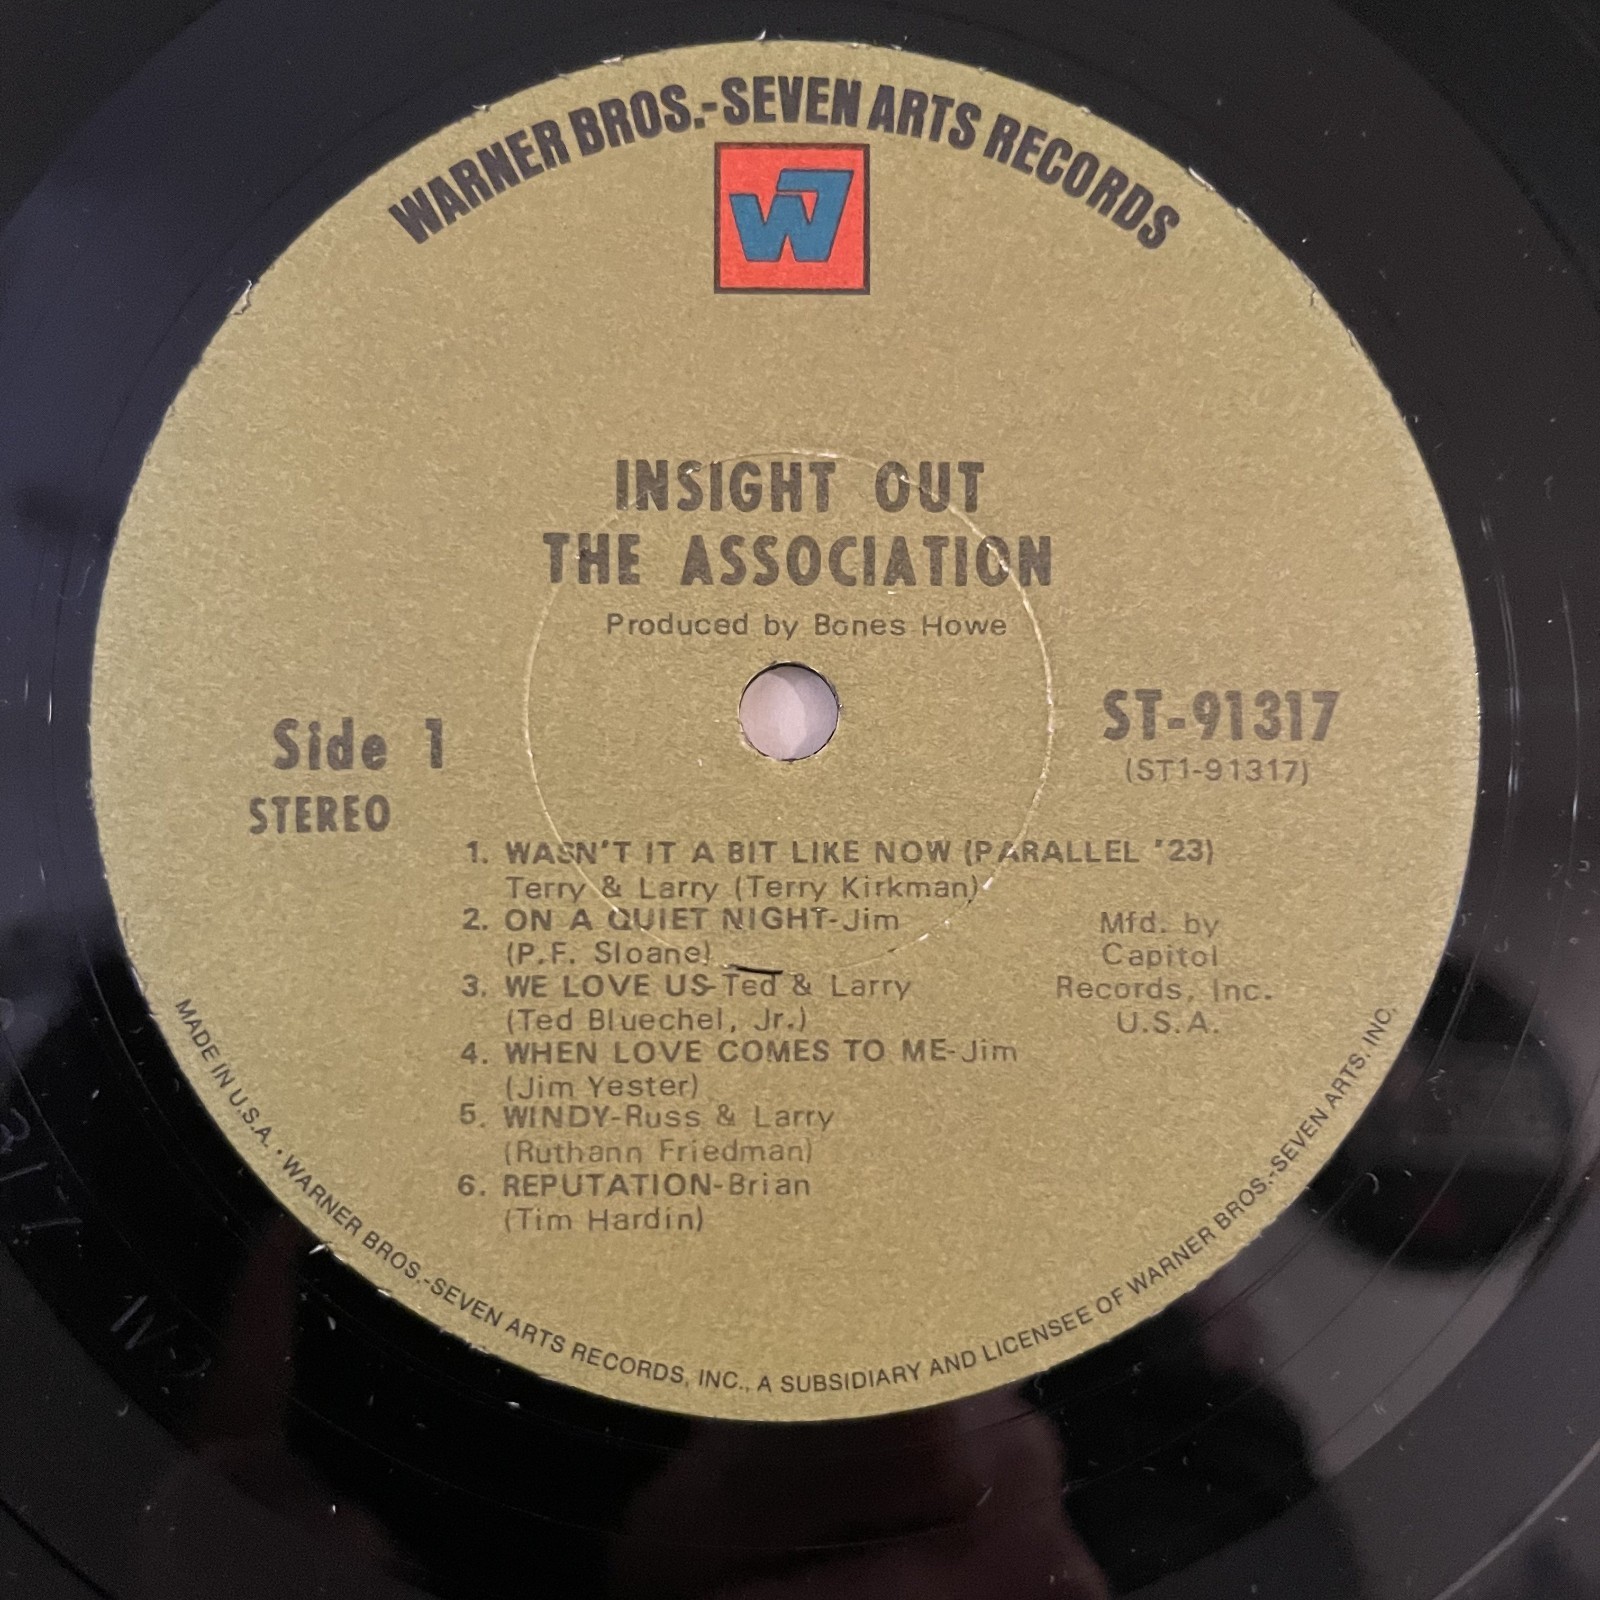 WARNER BROS.-SEVEN ARTS RECORDS
W7
INSIGHT OUT
THE ASSOCIATION
Produced by Bones Howe
Side 1
STEREO
ST-91317
(ST1-91317)
1. WASN'T IT A BIT LIKE NOW (PARALLEL '23)
Terry & Larry (Terry Kirkman)
2. ON A QUIET NIGHT-Jim
(P.F. Sloane)
3. WE LOVE US-Ted & Larry
(Ted Bluechel, Jr.)
4. WHEN LOVE COMES TO ME-Jim
(Jim Yester)
5. WINDY-Russ & Larry
(Ruthann Friedman)
6. REPUTATION-Brian
(Tim Hardin)
Mfd. by
Capitol
Records, Inc.
U.S.A.
MADE IN U.S.A. • WARNER BROS.-SEVEN ARTS RECORDS, INC., A SUBSIDIARY AND LICENSEE OF WARNER BROS.-SEVEN ARTS, INC.